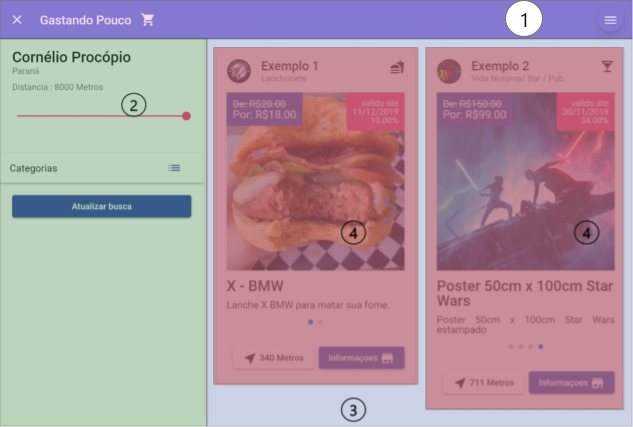 Gastando Pouco
1
Cornélio Procópio
Paraná
Distancia : 8000 Metros
2
Categorias
Atualizar busca
Exemplo 1
Lanchonete
De: R$20.00
Por: R$18.00
valido ate
11/12/2019
10.00%
4
X - BMW
Lanche X BMW para matar sua fome.
340 Metros
Informaçoes
Exemplo 2
Vida Noturna/ Bar / Pub
De: R$150.00
Por: R$99.00
valido ate
30/11/2019
34.00%
4
Poster 50cm x 100cm Star
Wars
Poster 50cm x 100cm Star Wars
estampado
711 Metros
Informaçoes
3